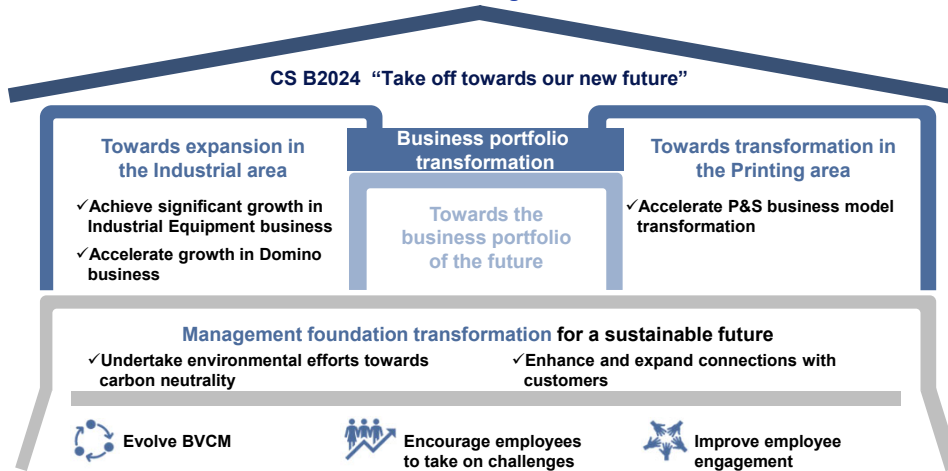 CS B2024 “Take off towards our new future”
Business portfolio
transformation
Towards expansion in
the Industrial area
✓Achieve significant growth in
Industrial Equipment business
✓Accelerate growth in Domino
business
Towards the
business portfolio
of the future
Towards transformation in
the Printing area
✓Accelerate P&S business model
transformation
Management foundation transformation for a sustainable future
✓Undertake environmental efforts towards
carbon neutrality
✓Enhance and expand connections with
customers
Evolve BVCM
Encourage employees
to take on challenges
Improve employee
engagement